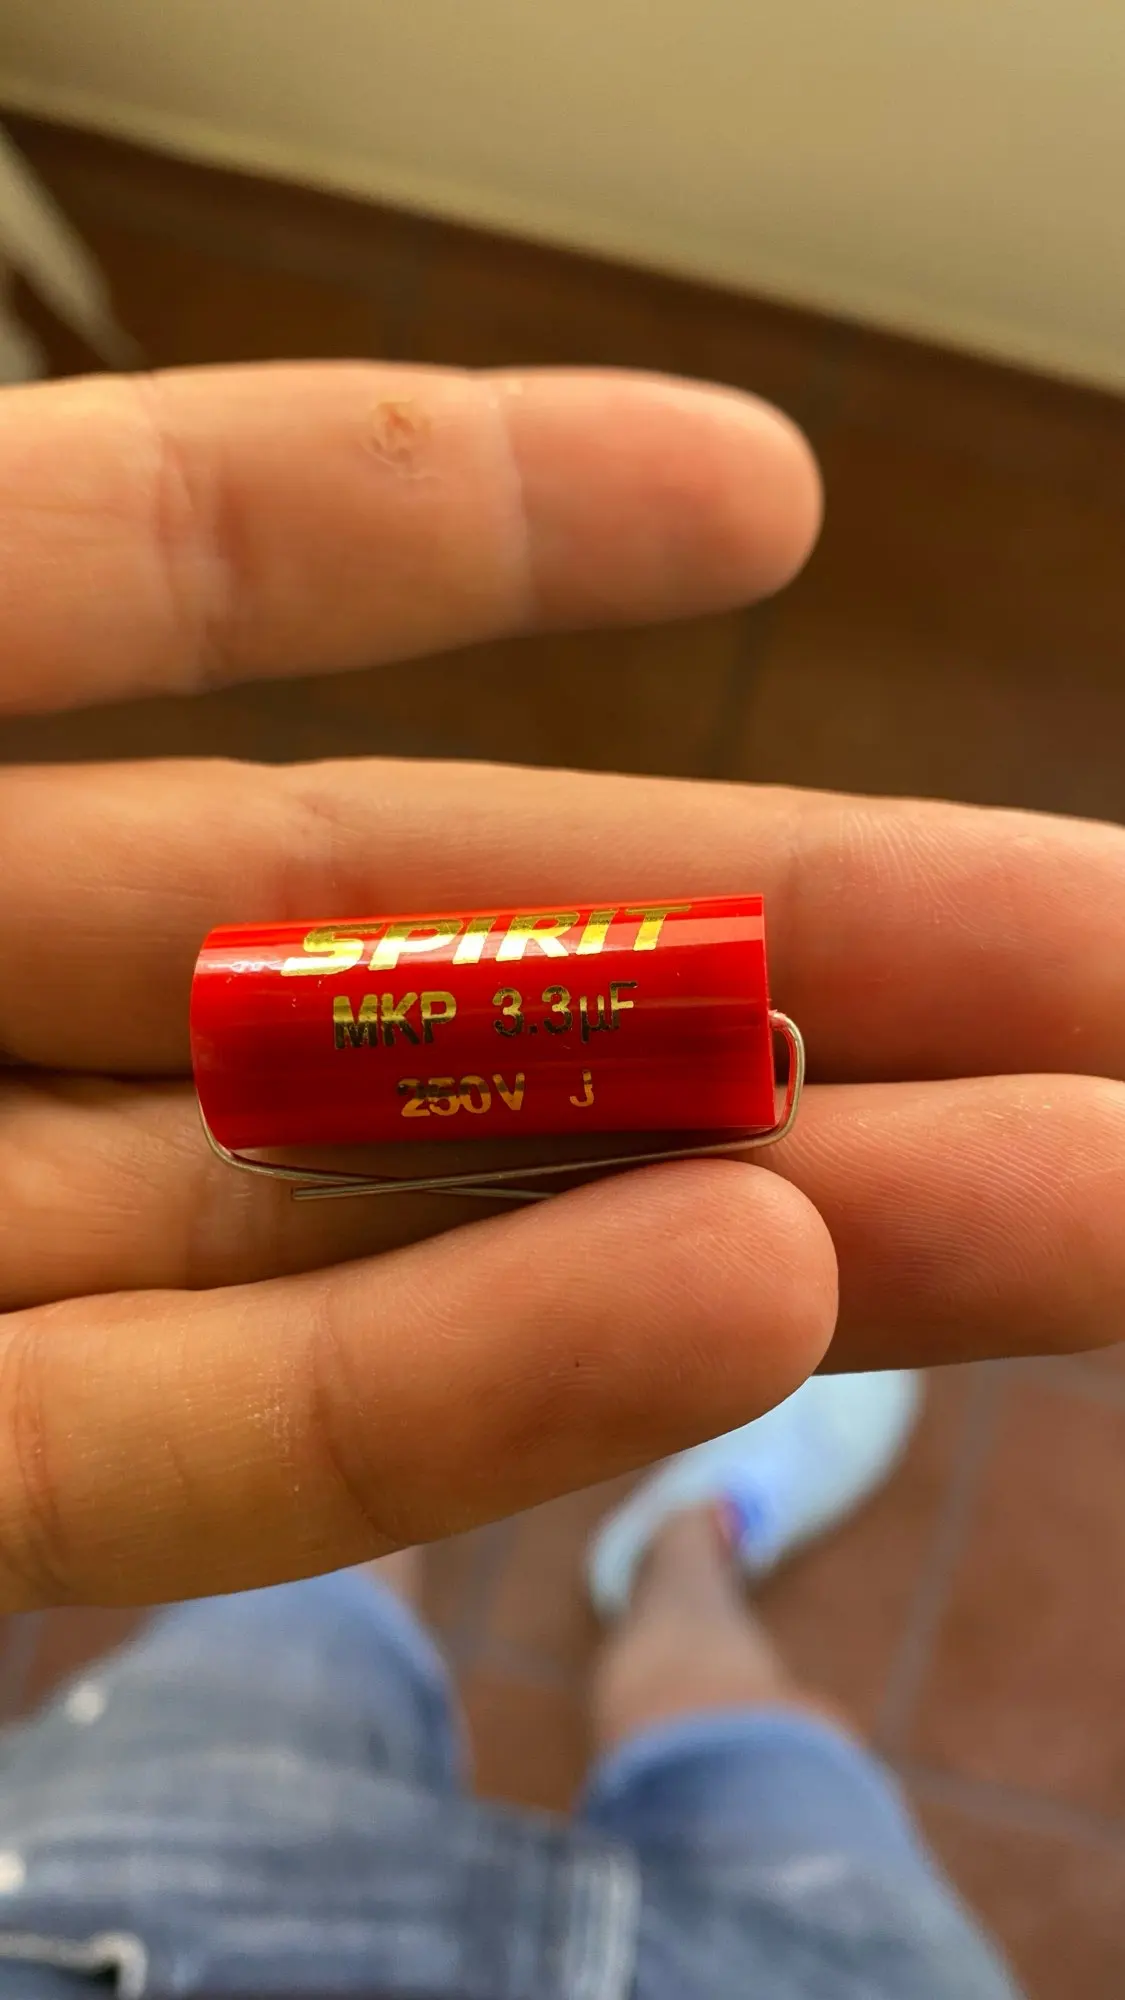 SPIRIT
MKP 3.3µF
250V j